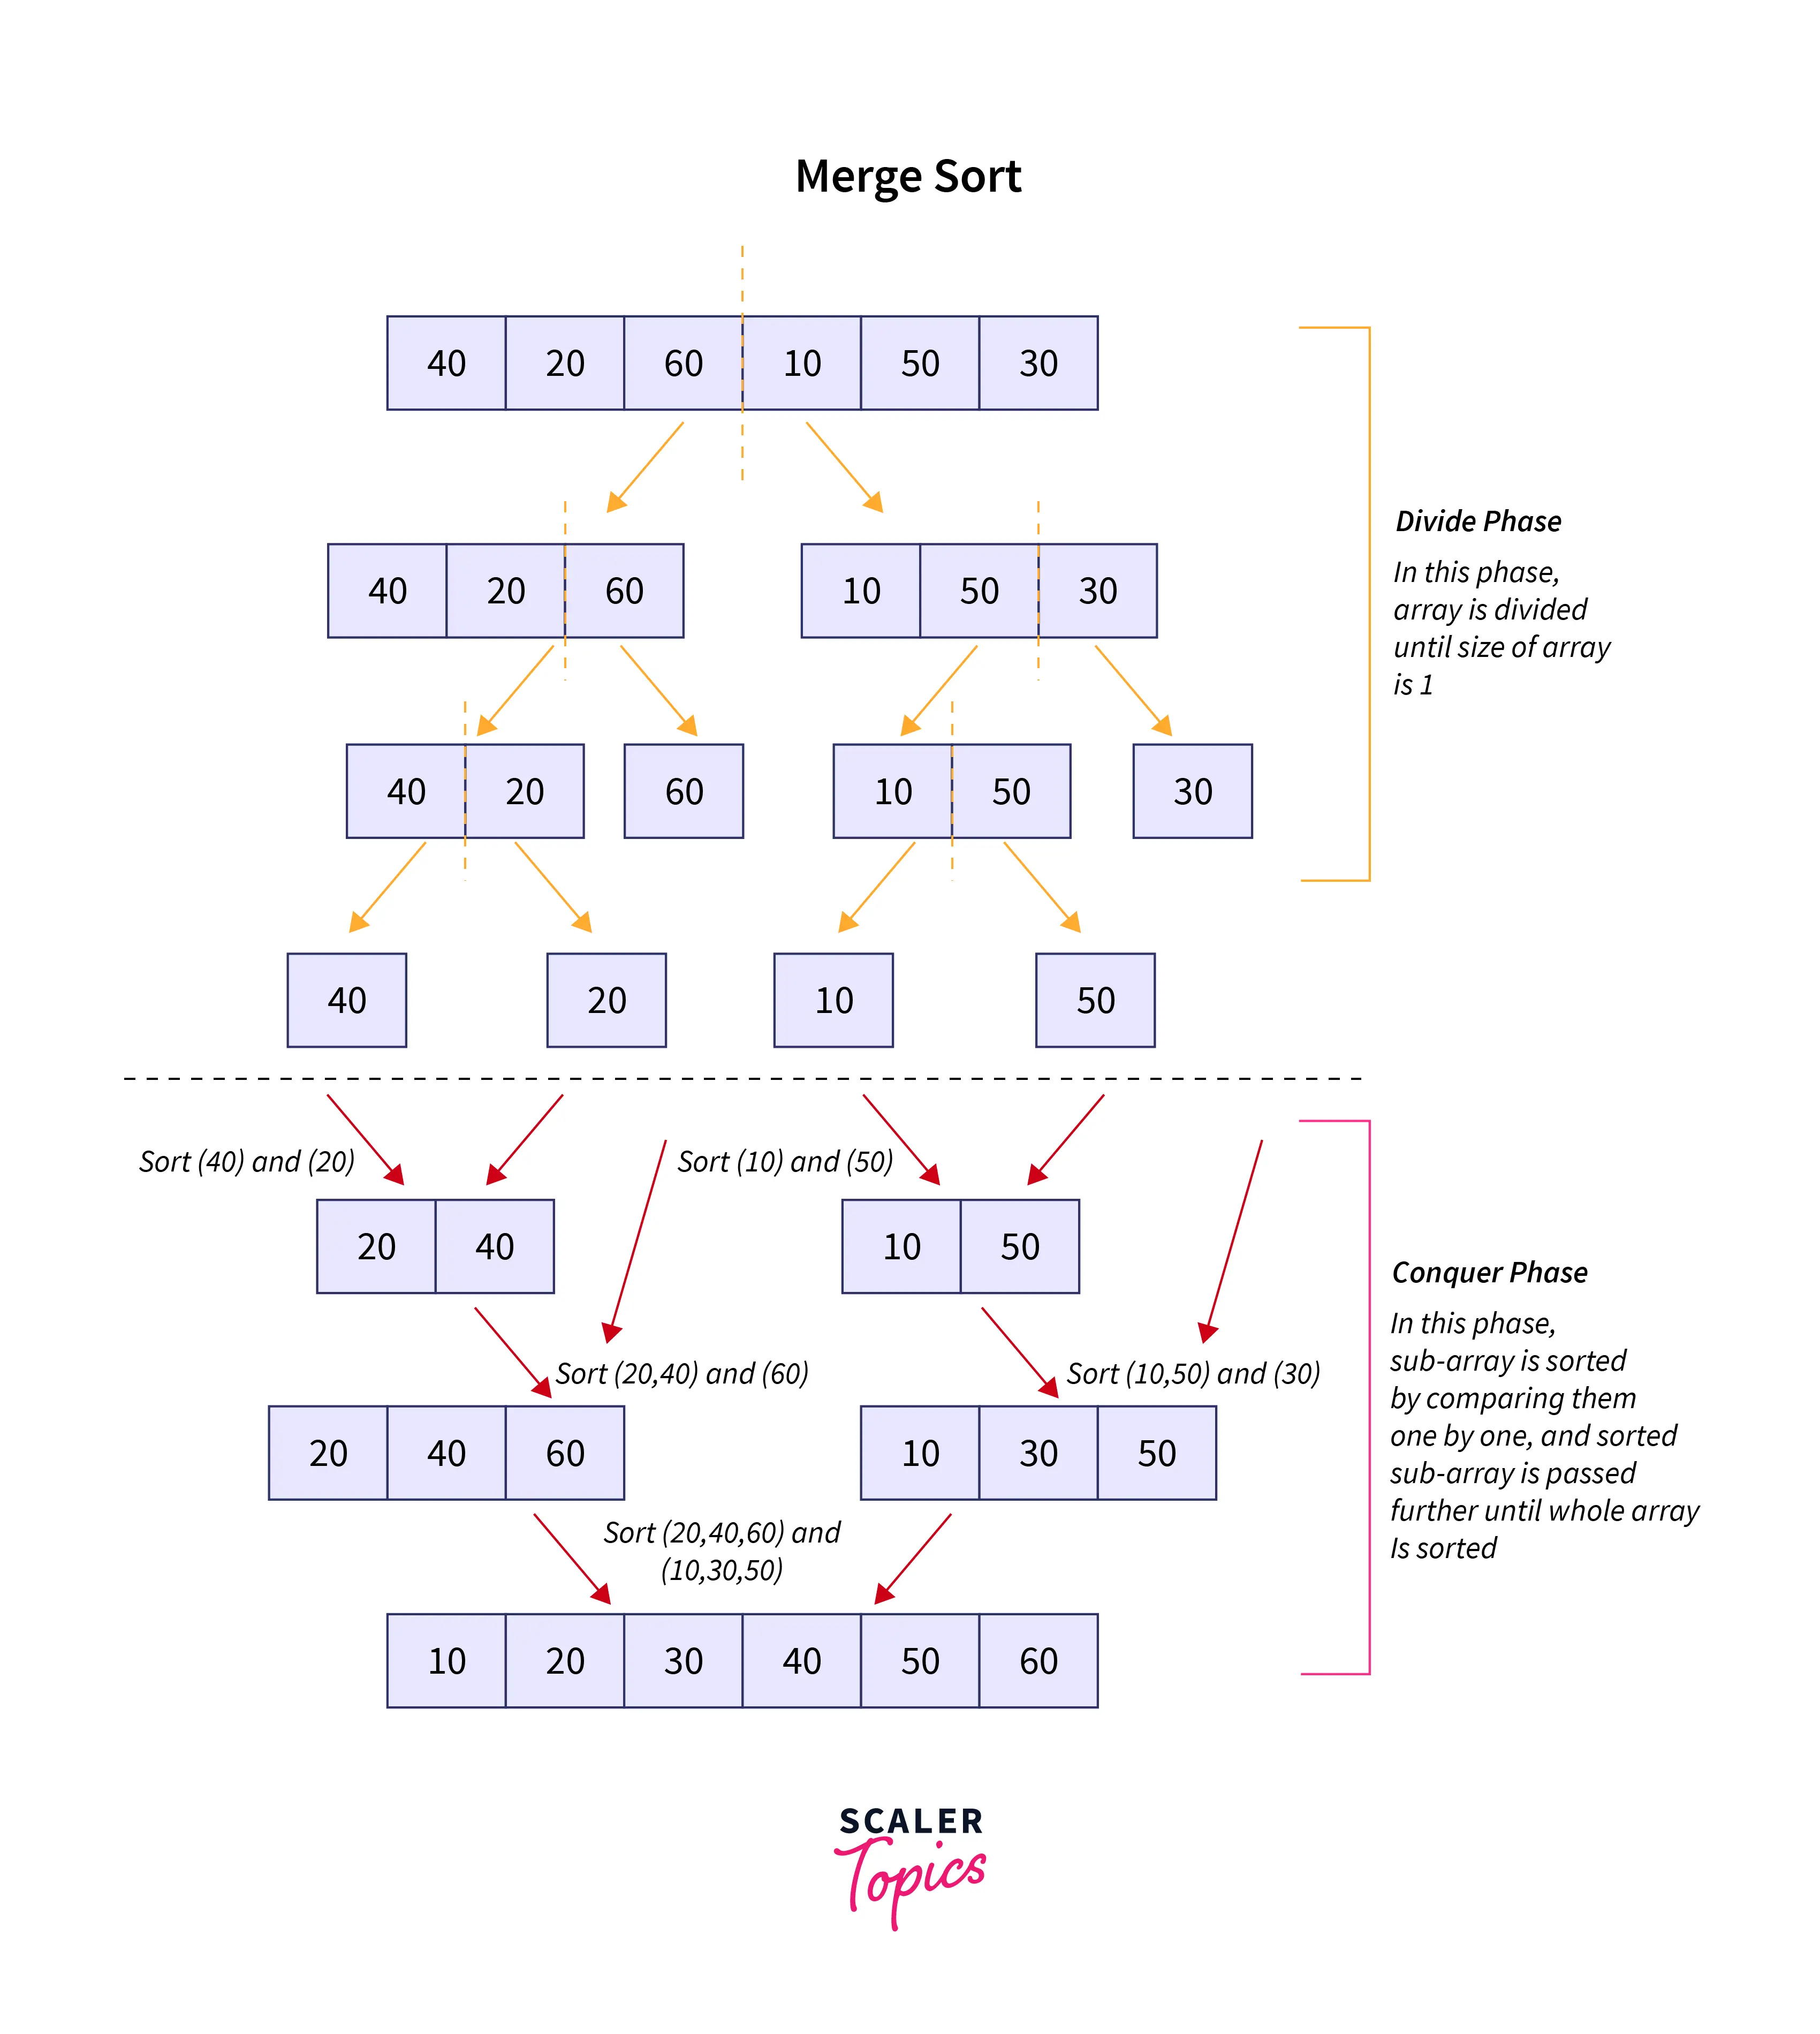 Merge Sort
40 20 60 10 50 30
40 20 60 10 50 30
Divide Phase
In this phase,
array is divided
until size of array
is 1
40 20 60 10 50 30
40 20 10 50
Sort (40) and (20)
Sort (10) and (50)
20 40 10 50
Conquer Phase
In this phase,
sub-array is sorted
by comparing them
one by one, and sorted
sub-array is passed
further until whole array
Is sorted
Sort (20,40) and (60)
Sort (10,50) and (30)
20 40 60 10 30 50
Sort (20,40,60) and
(10,30,50)
10 20 30 40 50 60
SCALER
Topics